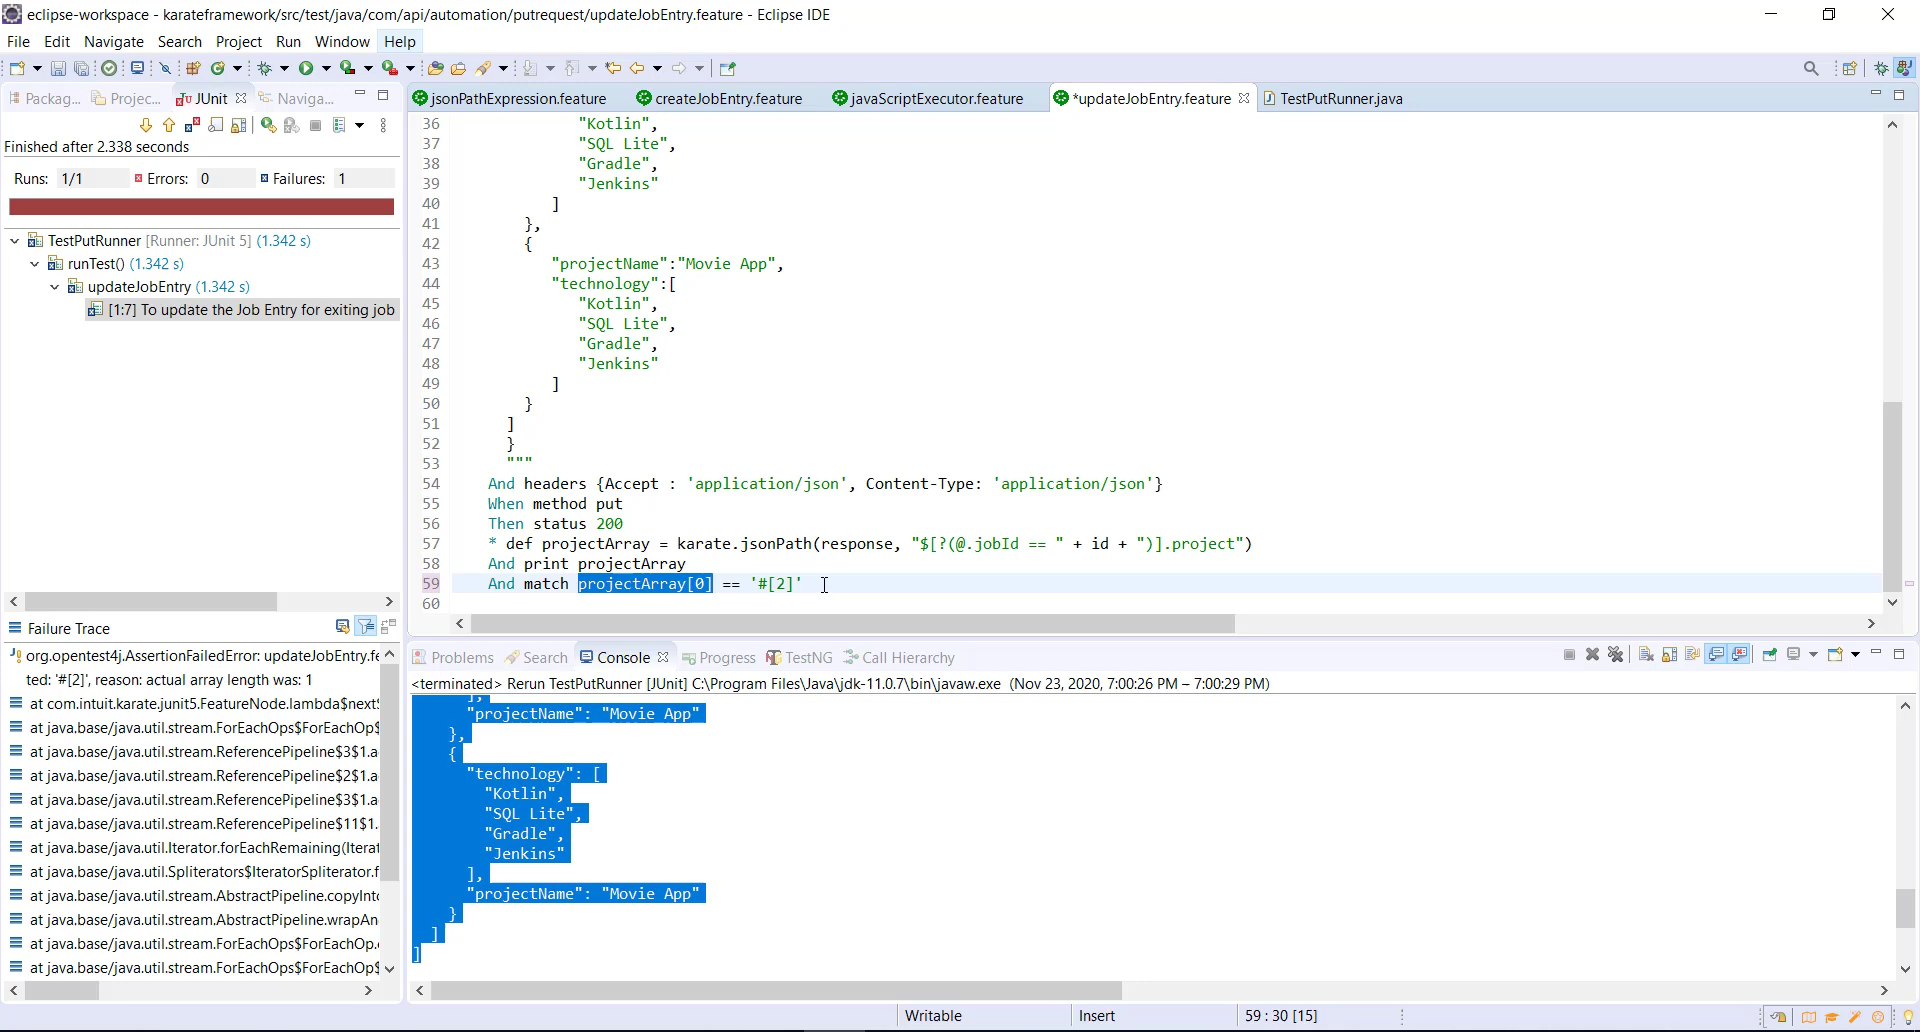 eclipse-workspace - karateframework/src/test/java/com/api/automation/putrequest/updateJobEntry.feature - Eclipse IDE
File Edit Navigate Search Project Run Window Help
Packag... Projec... JUnit Naviga...
jsonPathExpression.feature createJobEntry.feature javaScriptExecutor.feature *updateJobEntry.feature TestPutRunner.java
Finished after 2.338 seconds
Runs: 1/1 Errors: 0 Failures: 1
TestPutRunner [Runner: JUnit 5] (1.342 s)
runTest() (1.342 s)
updateJobEntry (1.342 s)
[1:7] To update the Job Entry for exiting job
36 "Kotlin",
37 "SQL Lite",
38 "Gradle",
39 "Jenkins"
40 ]
41 },
42 {
43 "projectName":"Movie App",
44 "technology":[
45 "Kotlin",
46 "SQL Lite",
47 "Gradle",
48 "Jenkins"
49 ]
50 }
51 ]
52 }
53 """
54 And headers {Accept : 'application/json', Content-Type: 'application/json'}
55 When method put
56 Then status 200
57 * def projectArray = karate.jsonPath(response, "$[?(@.jobId == " + id + ")].project")
58 And print projectArray
59 And match projectArray[0] == '#[2]'
60
Failure Trace
org.opentest4j.AssertionFailedError: updateJobEntry.fe
ted: '#[2]', reason: actual array length was: 1
at com.intuit.karate.junit5.FeatureNode.lambda$next$
at java.base/java.util.stream.ForEachOps$ForEachOp$
at java.base/java.util.stream.ReferencePipeline$3$1.a
at java.base/java.util.stream.ReferencePipeline$2$1.a
at java.base/java.util.stream.ReferencePipeline$3$1.a
at java.base/java.util.stream.ReferencePipeline$11$1.
at java.base/java.util.Iterator.forEachRemaining(Iterat
at java.base/java.util.Spliterators$IteratorSpliterator.f
at java.base/java.util.stream.AbstractPipeline.copyInto
at java.base/java.util.stream.AbstractPipeline.wrapAn
at java.base/java.util.stream.ForEachOps$ForEachOp.
at java.base/java.util.stream.ForEachOps$ForEachOp$
Problems Search Console Progress TestNG Call Hierarchy
<terminated> Rerun TestPutRunner [JUnit] C:\Program Files\Java\jdk-11.0.7\bin\javaw.exe (Nov 23, 2020, 7:00:26 PM – 7:00:29 PM)
],
"projectName": "Movie App"
},
{
"technology": [
"Kotlin",
"SQL Lite",
"Gradle",
"Jenkins"
],
"projectName": "Movie App"
}
]
]
Writable Insert 59 : 30 [15]